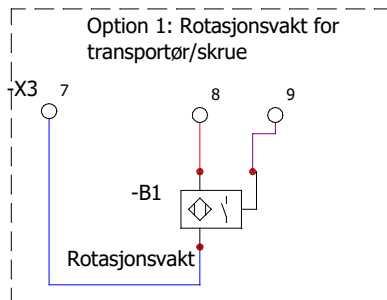 Option 1: Rotasjonsvakt for
transportør/skrue
-X3 7 8 9
-B1
Rotasjonsvakt